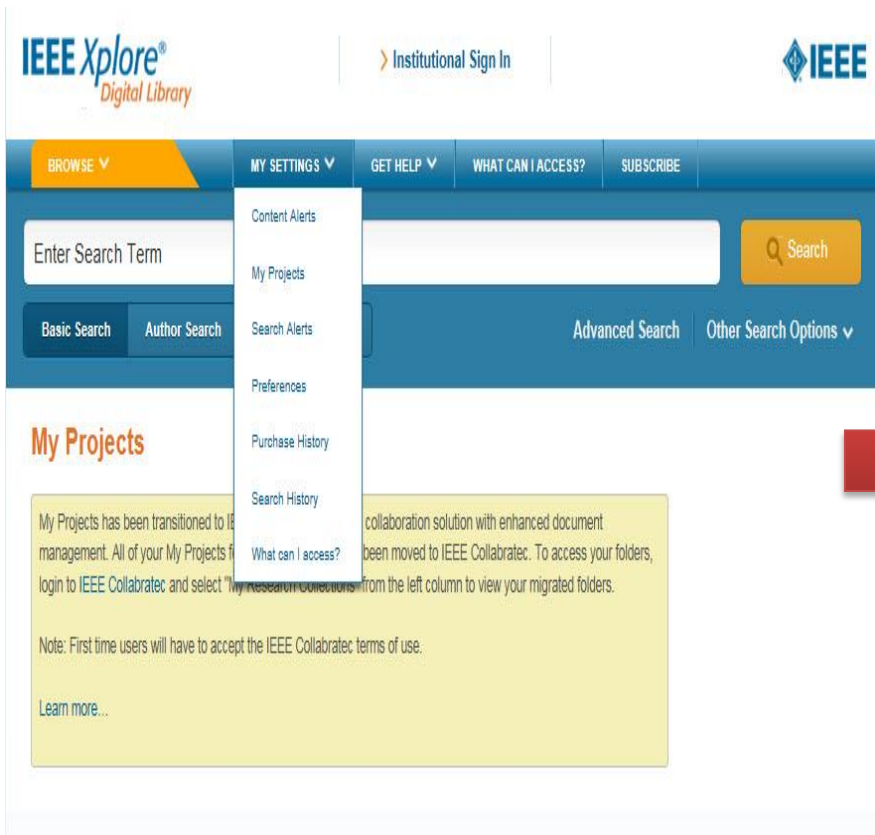 IEEE Xplore®
Digital Library
Institutional Sign In
IEEE
BROWSE
MY SETTINGS
GET HELP
WHAT CAN I ACCESS?
SUBSCRIBE
Enter Search Term
Search
Basic Search
Author Search
Advanced Search
Other Search Options
Content Alerts
My Projects
Search Alerts
Preferences
Purchase History
Search History
What can I access?
My Projects
My Projects has been transitioned to collaboration solution with enhanced document
management. All of your My Projects been moved to IEEE Collabratec. To access your folders,
login to IEEE Collabratec and select "My Research Collections" from the left column to view your migrated folders.
Note: First time users will have to accept the IEEE Collabratec terms of use.
Learn more...